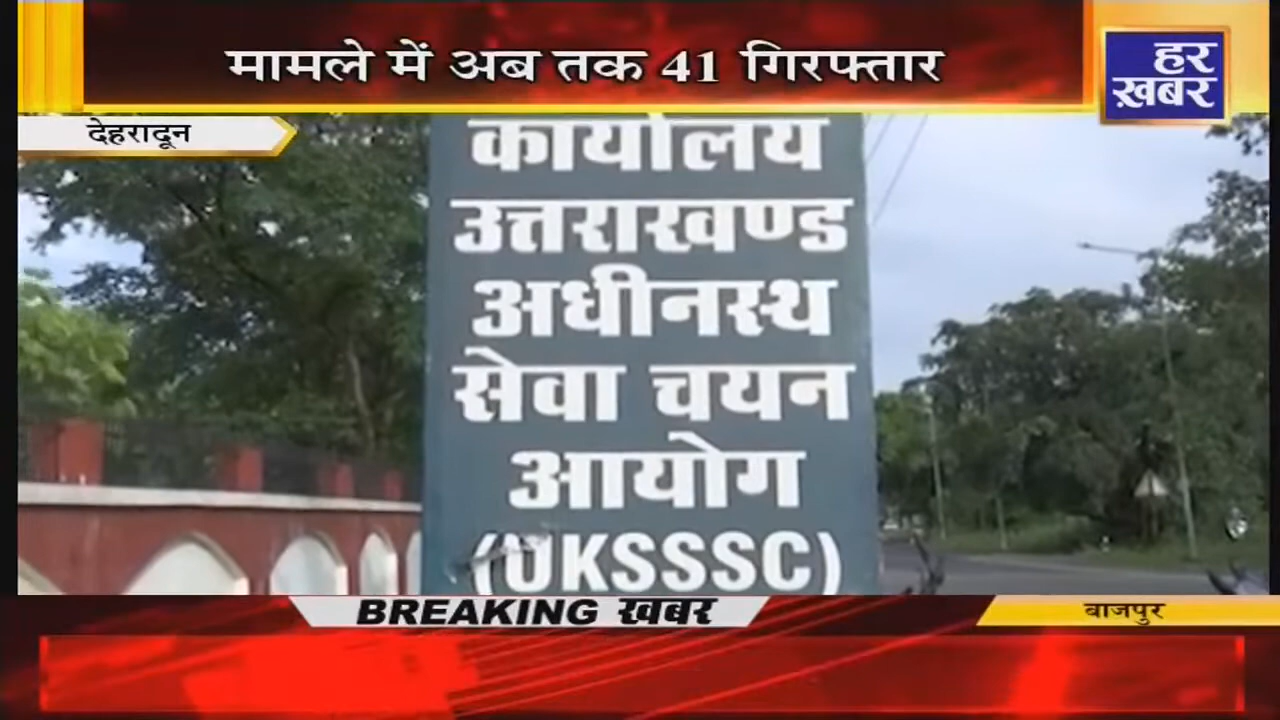 मामले में अब तक 41 गिरफ्तार
हर
ख़बर
देहरादून
कार्यालय
उत्तराखण्ड
अधीनस्थ
सेवा चयन
आयोग
(UKSSSC)
BREAKING खबर
बाजपुर